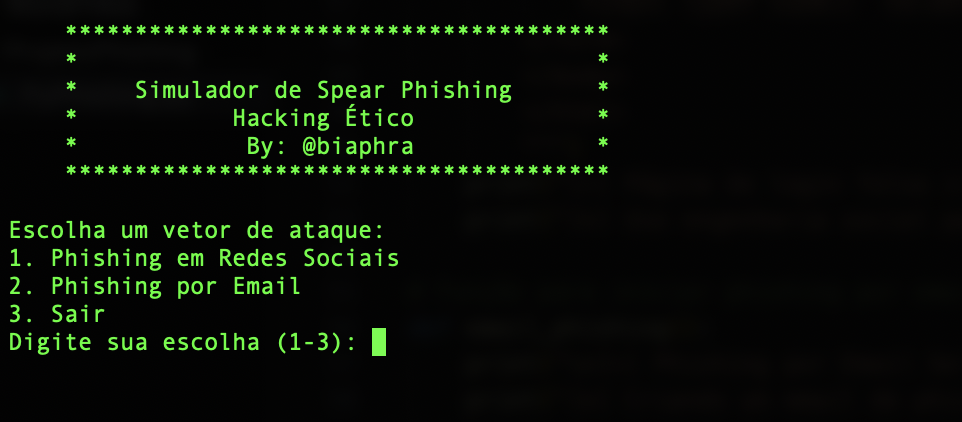 ***************************************
*                                     *
*    Simulador de Spear Phishing      *
*           Hacking Ético             *
*            By: @biaphra             *
***************************************
Escolha um vetor de ataque:
1. Phishing em Redes Sociais
2. Phishing por Email
3. Sair
Digite sua escolha (1-3):